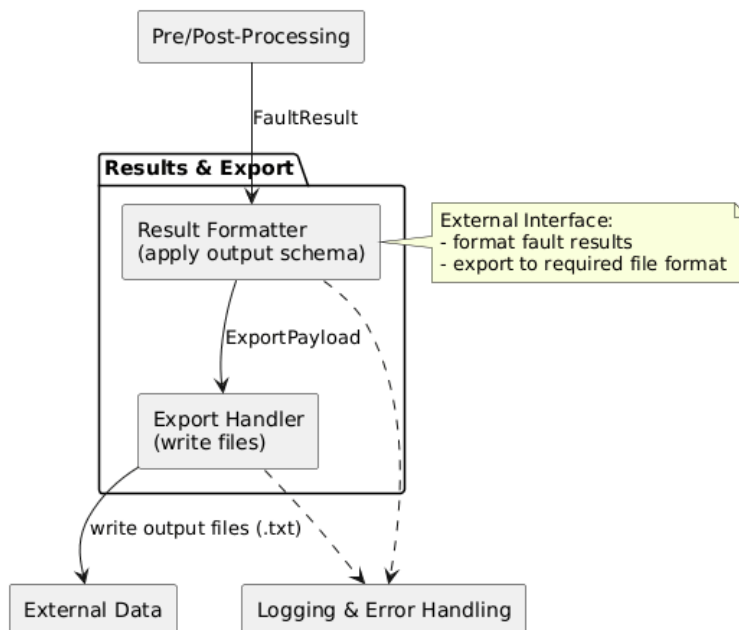 Pre/Post-Processing
FaultResult
Results & Export
Result Formatter
(apply output schema)
External Interface:
- format fault results
- export to required file format
ExportPayload
Export Handler
(write files)
write output files (.txt)
External Data
Logging & Error Handling